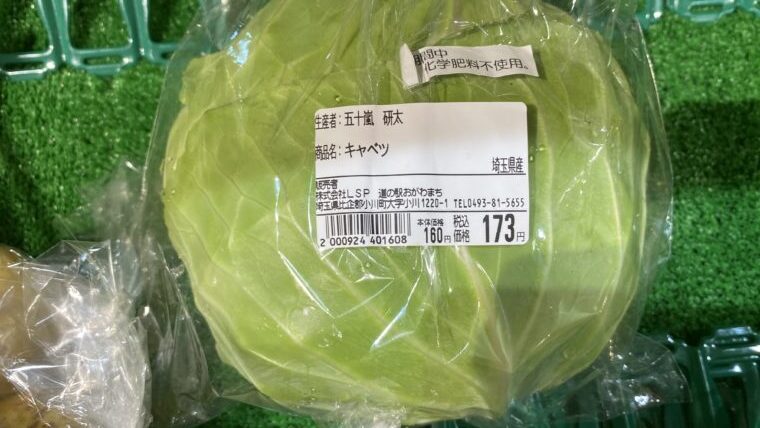 間中
化学肥料不使用。
生産者:五十嵐 研太
商品名:キャベツ
埼玉県産
販売者
株式会社LSP 道の駅おがわまち
埼玉県比企郡小川町大字小川1220-1 TEL0493-81-5655
本体価格 160円 税込価格 173円
2 000924 401608